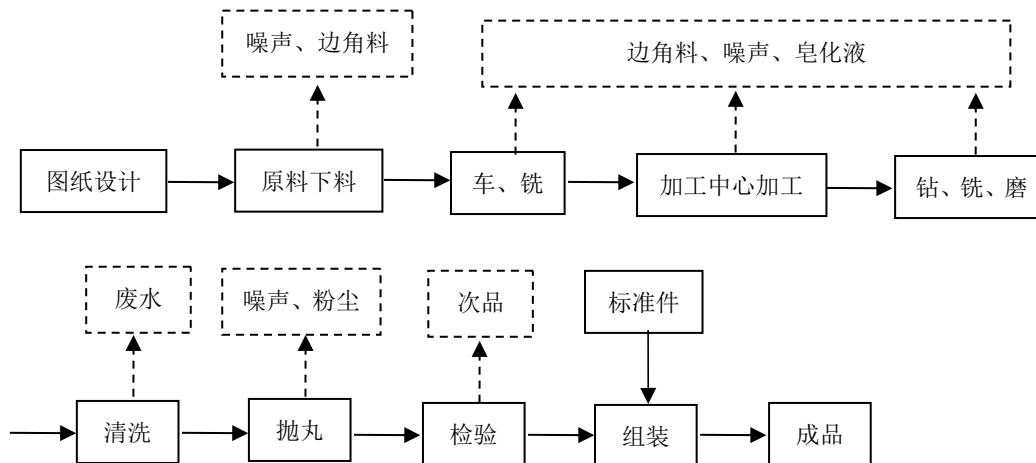 噪声、边角料
边角料、噪声、皂化液
图纸设计
原料下料
车、铣
加工中心加工
钻、铣、磨
废水
噪声、粉尘
次品
标准件
清洗
抛丸
检验
组装
成品